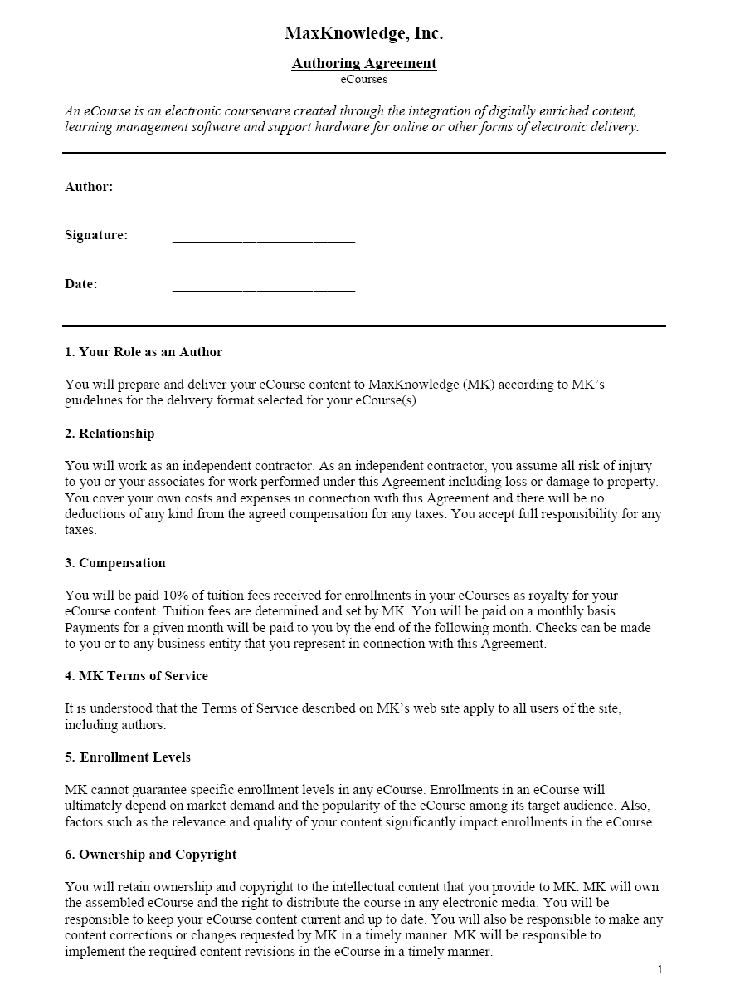 MaxKnowledge, Inc.
Authoring Agreement
eCourses
An eCourse is an electronic courseware created through the integration of digitally enriched content,
learning management software and support hardware for online or other forms of electronic delivery.
Author:
Signature:
Date:
1. Your Role as an Author
You will prepare and deliver your eCourse content to MaxKnowledge (MK) according to MK’s
guidelines for the delivery format selected for your eCourse(s).
2. Relationship
You will work as an independent contractor. As an independent contractor, you assume all risk of injury
to you or your associates for work performed under this Agreement including loss or damage to property.
You cover your own costs and expenses in connection with this Agreement and there will be no
deductions of any kind from the agreed compensation for any taxes. You accept full responsibility for any
taxes.
3. Compensation
You will be paid 10% of tuition fees received for enrollments in your eCourses as royalty for your
eCourse content. Tuition fees are determined and set by MK. You will be paid on a monthly basis.
Payments for a given month will be paid to you by the end of the following month. Checks can be made
to you or to any business entity that you represent in connection with this Agreement.
4. MK Terms of Service
It is understood that the Terms of Service described on MK’s web site apply to all users of the site,
including authors.
5. Enrollment Levels
MK cannot guarantee specific enrollment levels in any eCourse. Enrollments in an eCourse will
ultimately depend on market demand and the popularity of the eCourse among its target audience. Also,
factors such as the relevance and quality of your content significantly impact enrollments in the eCourse.
6. Ownership and Copyright
You will retain ownership and copyright to the intellectual content that you provide to MK. MK will own
the assembled eCourse and the right to distribute the course in any electronic media. You will be
responsible to keep your eCourse content current and up to date. You will also be responsible to make any
content corrections or changes requested by MK in a timely manner. MK will be responsible to
implement the required content revisions in the eCourse in a timely manner.
1